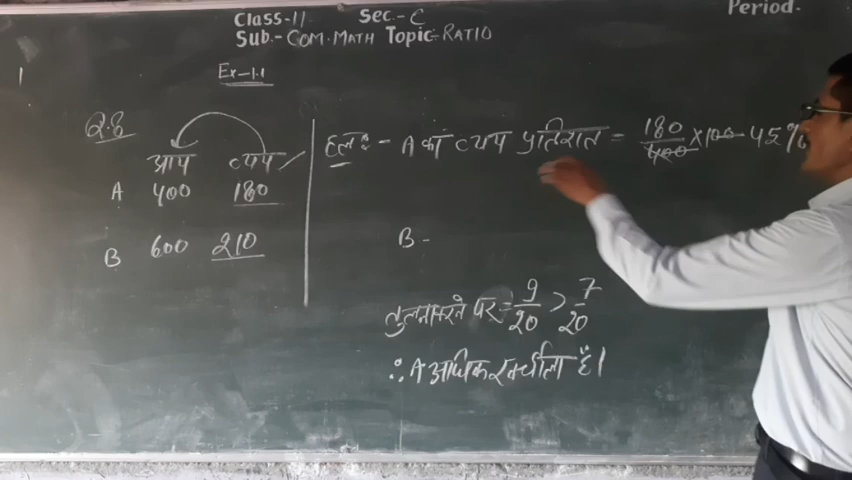 Class-11 Sec.-C Period.-
Sub.- COM.MATH Topic:- RATIO
Ex-1.1
Q.8
आय व्यय
A 400 180
B 600 210
हलः- A का व्यय प्रतिशत = 180/400 ×100 = 45%
B -
तुलना करने पर = 9/20 > 7/20
∴ A अधिक खर्चीला है।